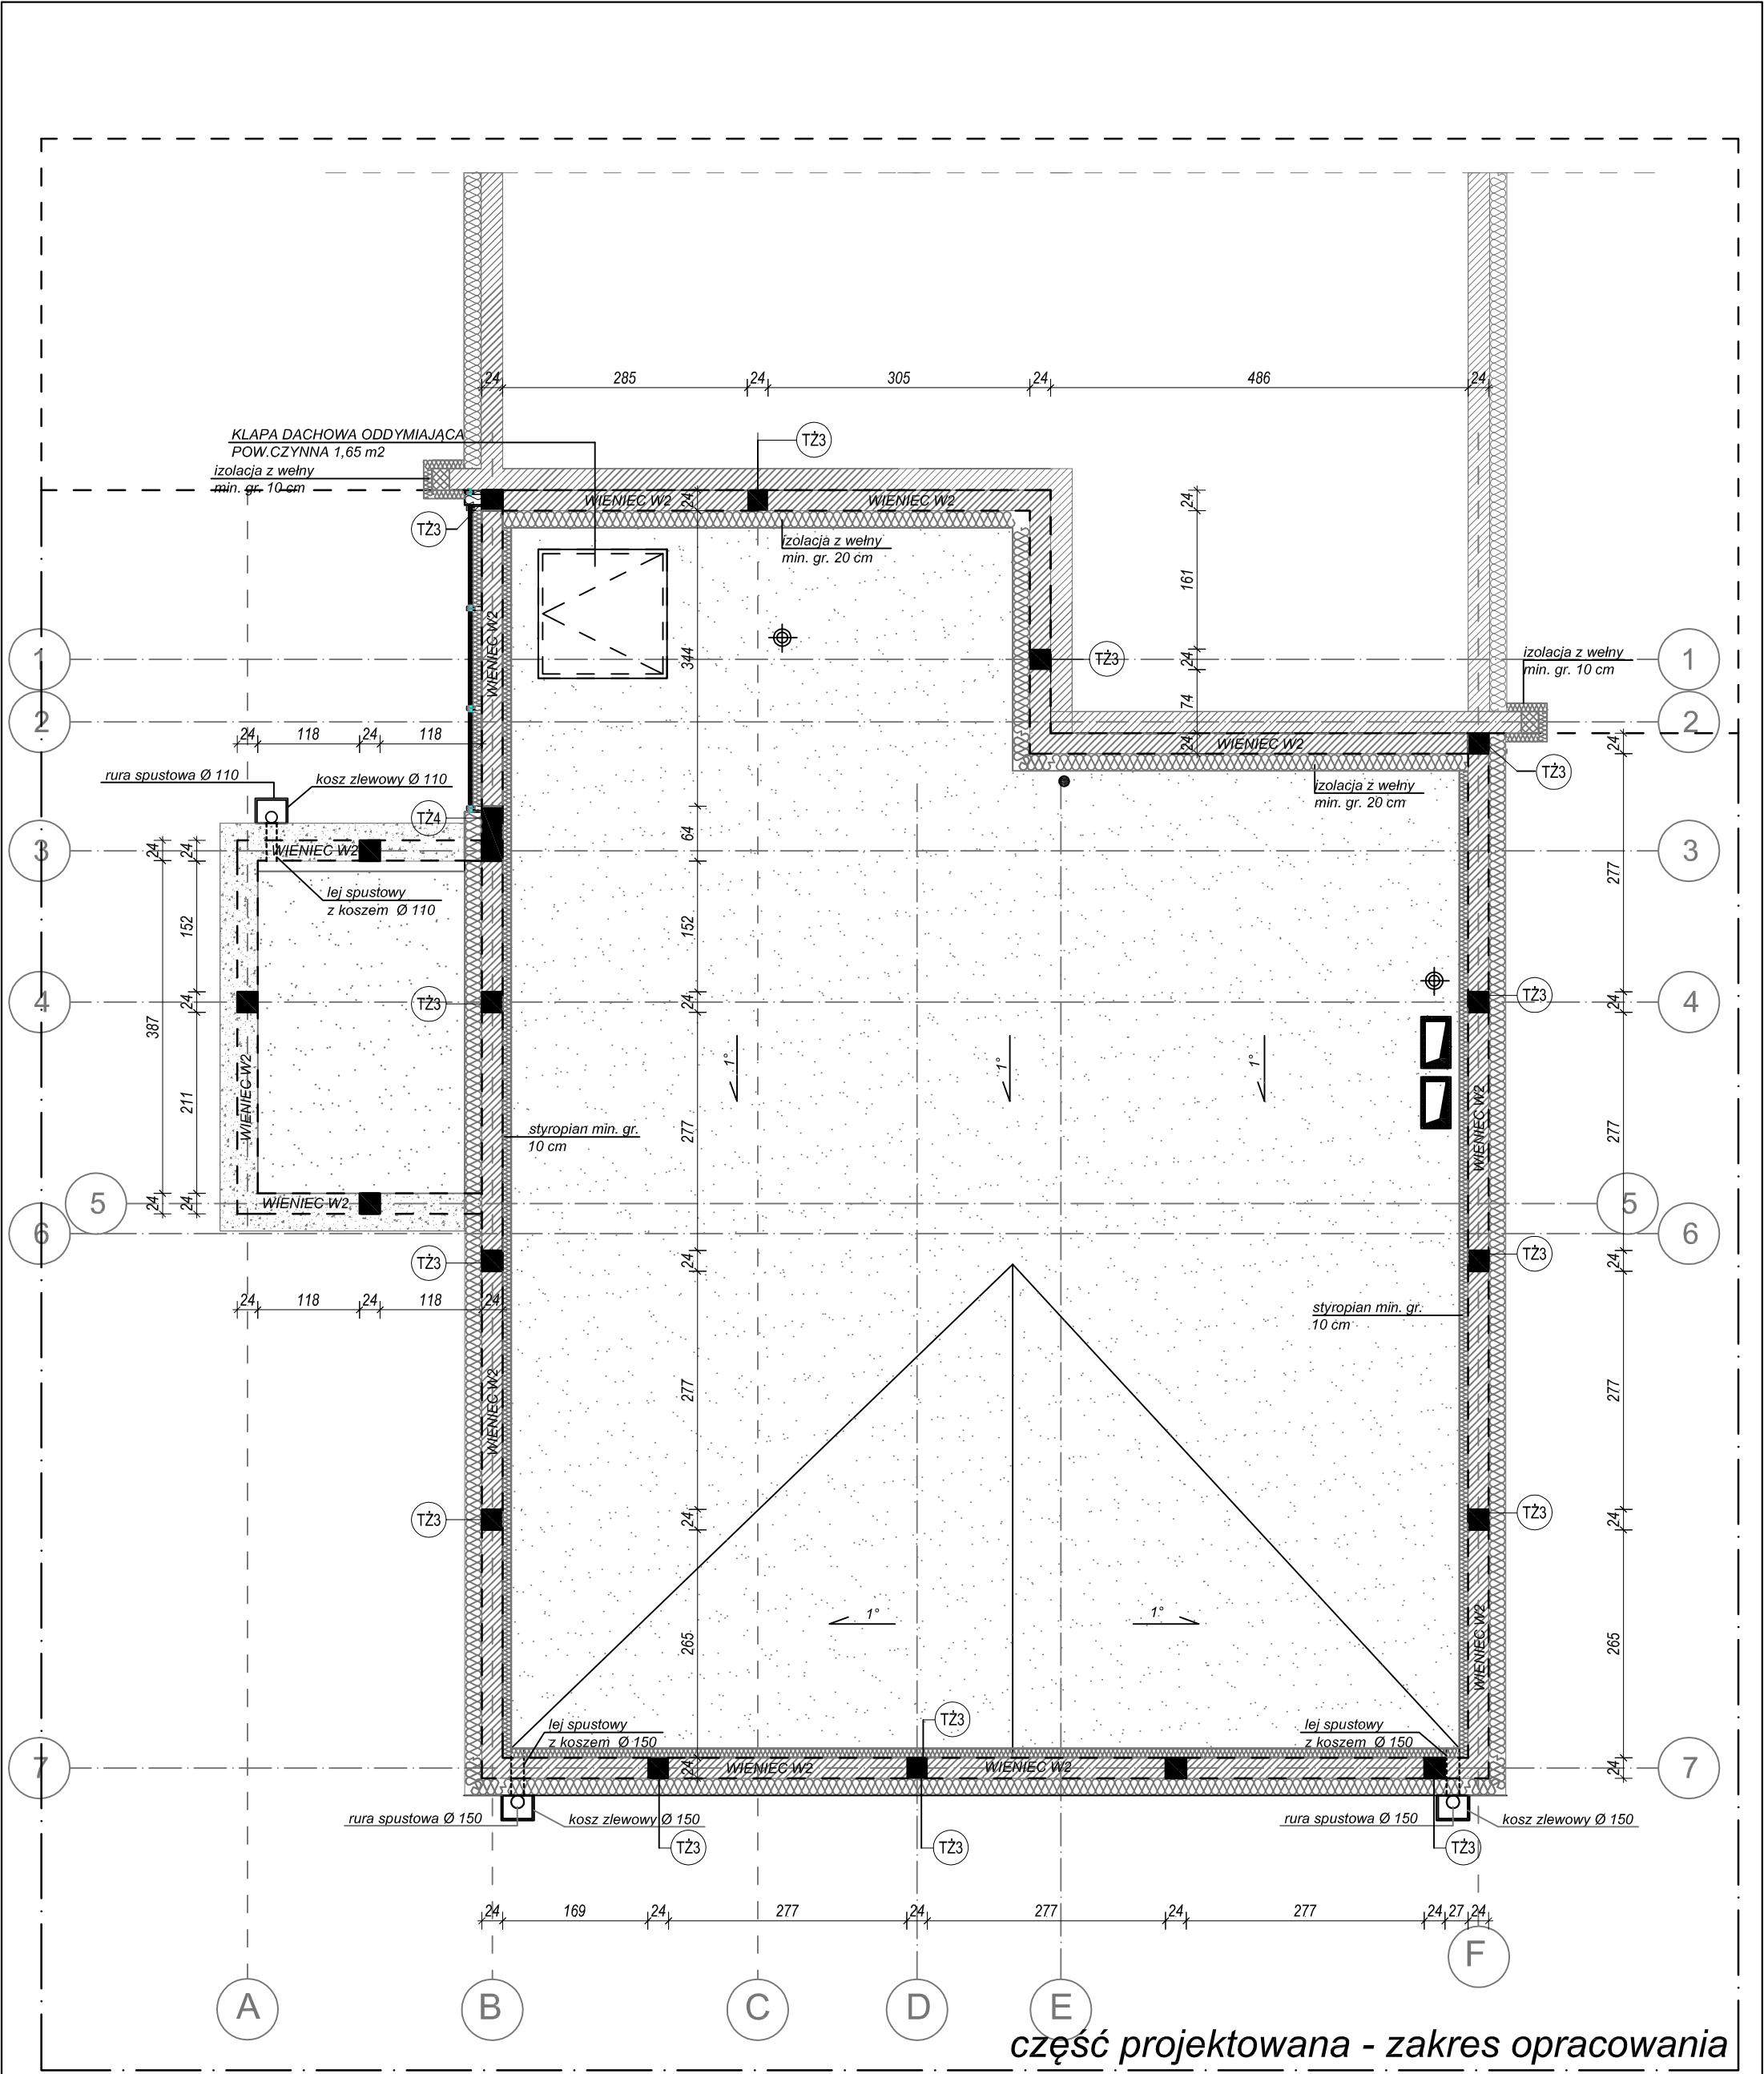 24 285 24 305 24 486 24
KLAPA DACHOWA ODDYMIAJĄCA
POW.CZYNNA 1,65 m2
TŻ3
izolacja z wełny
min. gr. 10 cm
WIENIEC W2
24
WIENIEC W2
24
TŻ3
izolacja z wełny
min. gr. 20 cm
161
WIENIEC W2
344
1
24
TŻ3
izolacja z wełny
min. gr. 10 cm
1
74
2
2
24 118 24 118
24
WIENIEC W2
24
TŻ3
rura spustowa Ø 110
kosz zlewowy Ø 110
izolacja z wełny
min. gr. 20 cm
TŻ4
64
3
24
24
WIENIEC W2
3
277
lej spustowy
z koszem Ø 110
152
152
4
24
TŻ3
24
TŻ3
24
4
387
1°
1°
1°
WIENIEC W2
211
277
styropian min. gr.
10 cm
WIENIEC W2
277
24
24
5
WIENIEC W2
5
6
6
TŻ3
24
TŻ3
24
24 118 24 118 24
styropian min. gr.
10 cm
WIENIEC W2
277
277
TŻ3
24
TŻ3
24
1°
1°
265
WIENIEC W2
265
TŻ3
lej spustowy
z koszem Ø 150
lej spustowy
z koszem Ø 150
7
24
WIENIEC W2
WIENIEC W2
24
7
rura spustowa Ø 150
kosz zlewowy Ø 150
rura spustowa Ø 150
kosz zlewowy Ø 150
TŻ3
TŻ3
TŻ3
24 169 24 277 24 277 24 277 24 27 24
F
A B C D E
część projektowana - zakres opracowania